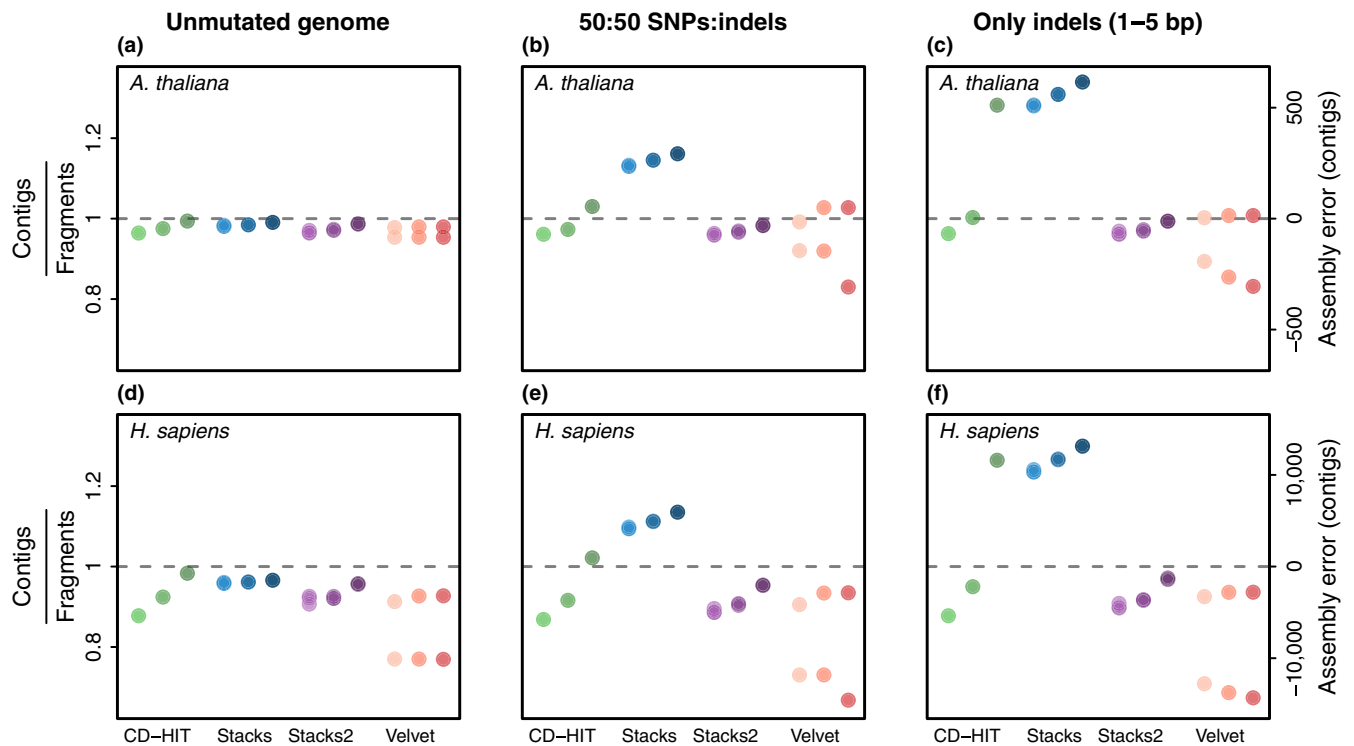 Unmutated genome
50:50 SNPs:indels
Only indels (1–5 bp)
(a)
(b)
(c)
A. thaliana
A. thaliana
A. thaliana
Contigs
Fragments
1.2
1
0.8
500
0
−500
Assembly error (contigs)
(d)
(e)
(f)
H. sapiens
H. sapiens
H. sapiens
Contigs
Fragments
1.2
1
0.8
10,000
0
−10,000
Assembly error (contigs)
CD−HIT Stacks Stacks2 Velvet
CD−HIT Stacks Stacks2 Velvet
CD−HIT Stacks Stacks2 Velvet